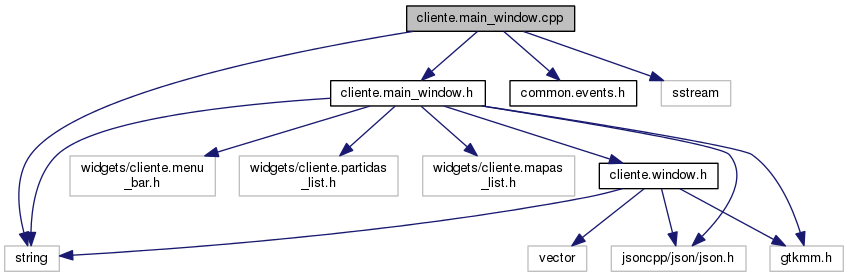 cliente.main_window.cpp
cliente.main_window.h
common.events.h
sstream
widgets/cliente.menu
_bar.h
widgets/cliente.partidas
_list.h
widgets/cliente.mapas
_list.h
cliente.window.h
string
vector
jsoncpp/json/json.h
gtkmm.h